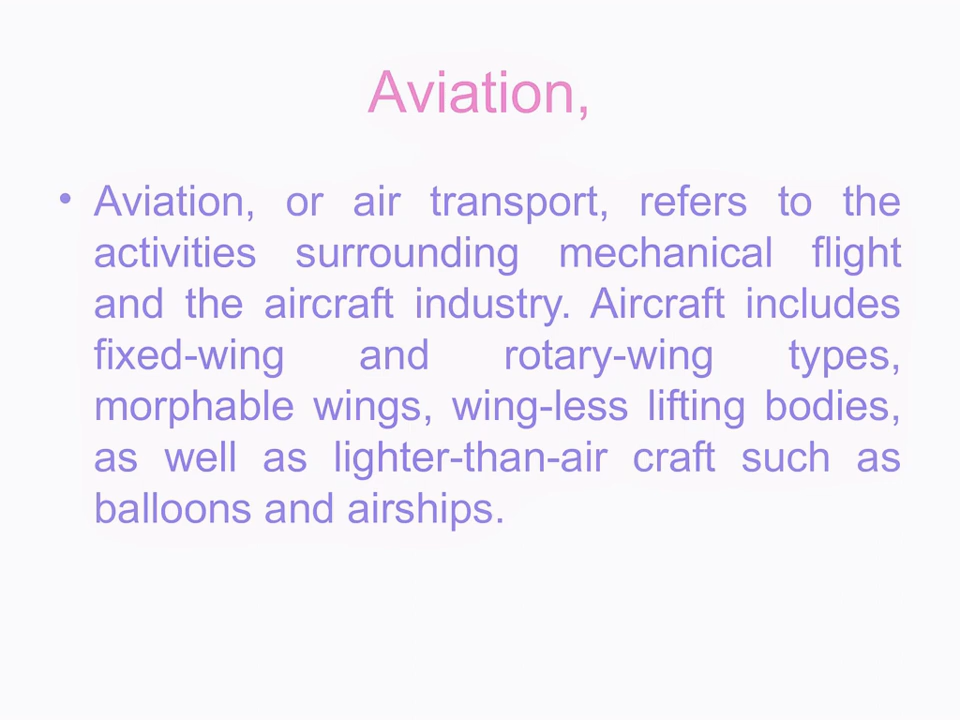 Aviation,
• Aviation, or air transport, refers to the
activities surrounding mechanical flight
and the aircraft industry. Aircraft includes
fixed-wing and rotary-wing types,
morphable wings, wing-less lifting bodies,
as well as lighter-than-air craft such as
balloons and airships.